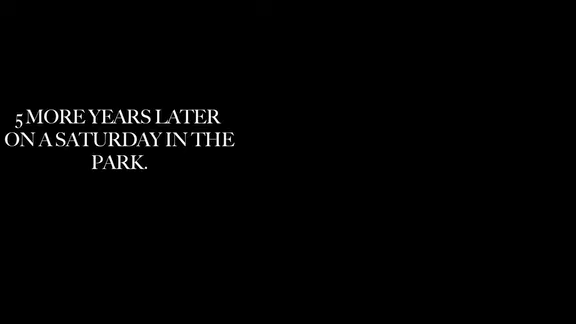 5 MORE YEARS LATER
ON A SATURDAY IN THE
PARK.